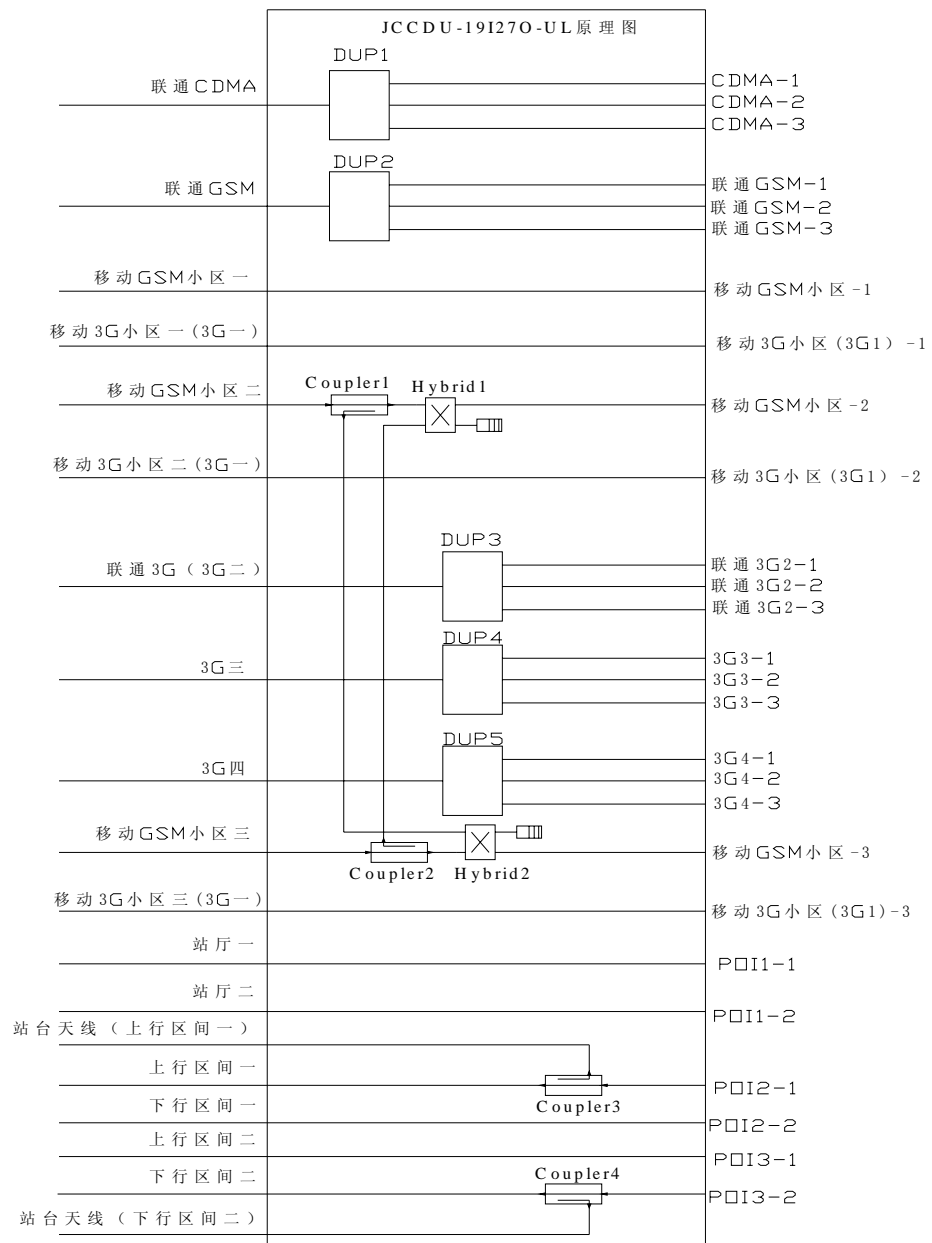 JCCDU-19I27O-UL原理图
DUP1
联通CDMA
CDMA-1
CDMA-2
CDMA-3
DUP2
联通GSM
联通GSM-1
联通GSM-2
联通GSM-3
移动GSM小区一
移动GSM小区-1
移动3G小区一(3G一)
移动3G小区(3G1)-1
移动GSM小区二
Coupler1
Hybrid1
移动GSM小区-2
移动3G小区二(3G一)
移动3G小区(3G1)-2
DUP3
联通3G(3G二)
联通3G2-1
联通3G2-2
联通3G2-3
DUP4
3G三
3G3-1
3G3-2
3G3-3
DUP5
3G四
3G4-1
3G4-2
3G4-3
移动GSM小区三
Coupler2
Hybrid2
移动GSM小区-3
移动3G小区三(3G一)
移动3G小区(3G1)-3
站厅一
POI1-1
站厅二
POI1-2
站台天线(上行区间一)
上行区间一
Coupler3
POI2-1
下行区间一
POI2-2
上行区间二
POI3-1
下行区间二
Coupler4
POI3-2
站台天线(下行区间二)